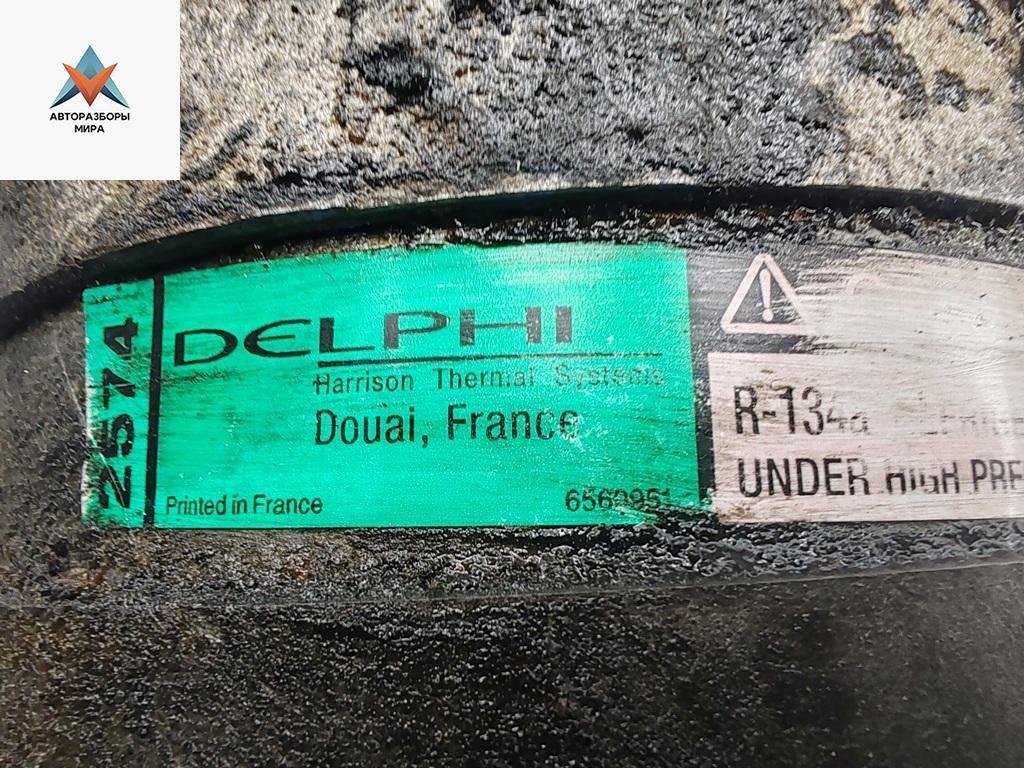 АВТОРАЗБОРЫ
МИРА
2574
DELPHI
Harrison Thermal Systems
Douai, France
Printed in France
R-134a
UNDER HIGH PRE